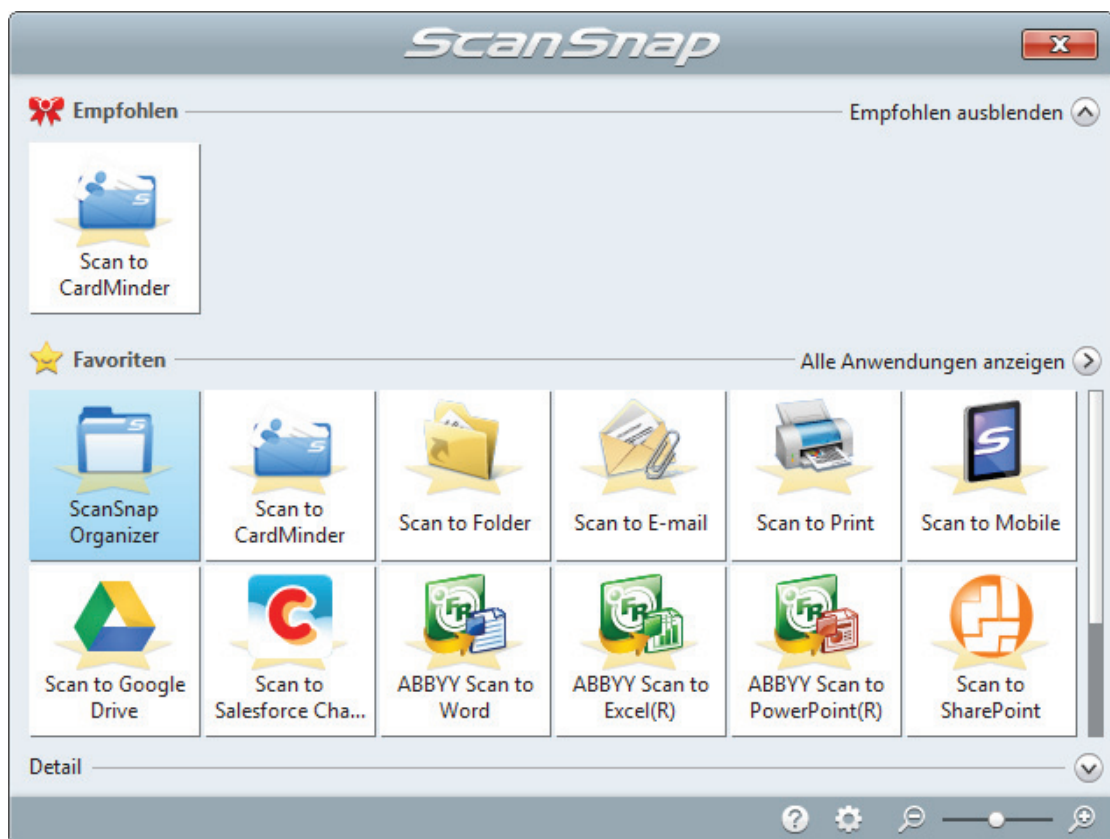 ScanSnap
Empfohlen
Empfohlen ausblenden
Scan to
CardMinder
Favoriten
Alle Anwendungen anzeigen
ScanSnap
Organizer
Scan to
CardMinder
Scan to Folder
Scan to E-mail
Scan to Print
Scan to Mobile
Scan to Google
Drive
Scan to
Salesforce Cha...
ABBYY Scan to
Word
ABBYY Scan to
Excel(R)
ABBYY Scan to
PowerPoint(R)
Scan to
SharePoint
Detail